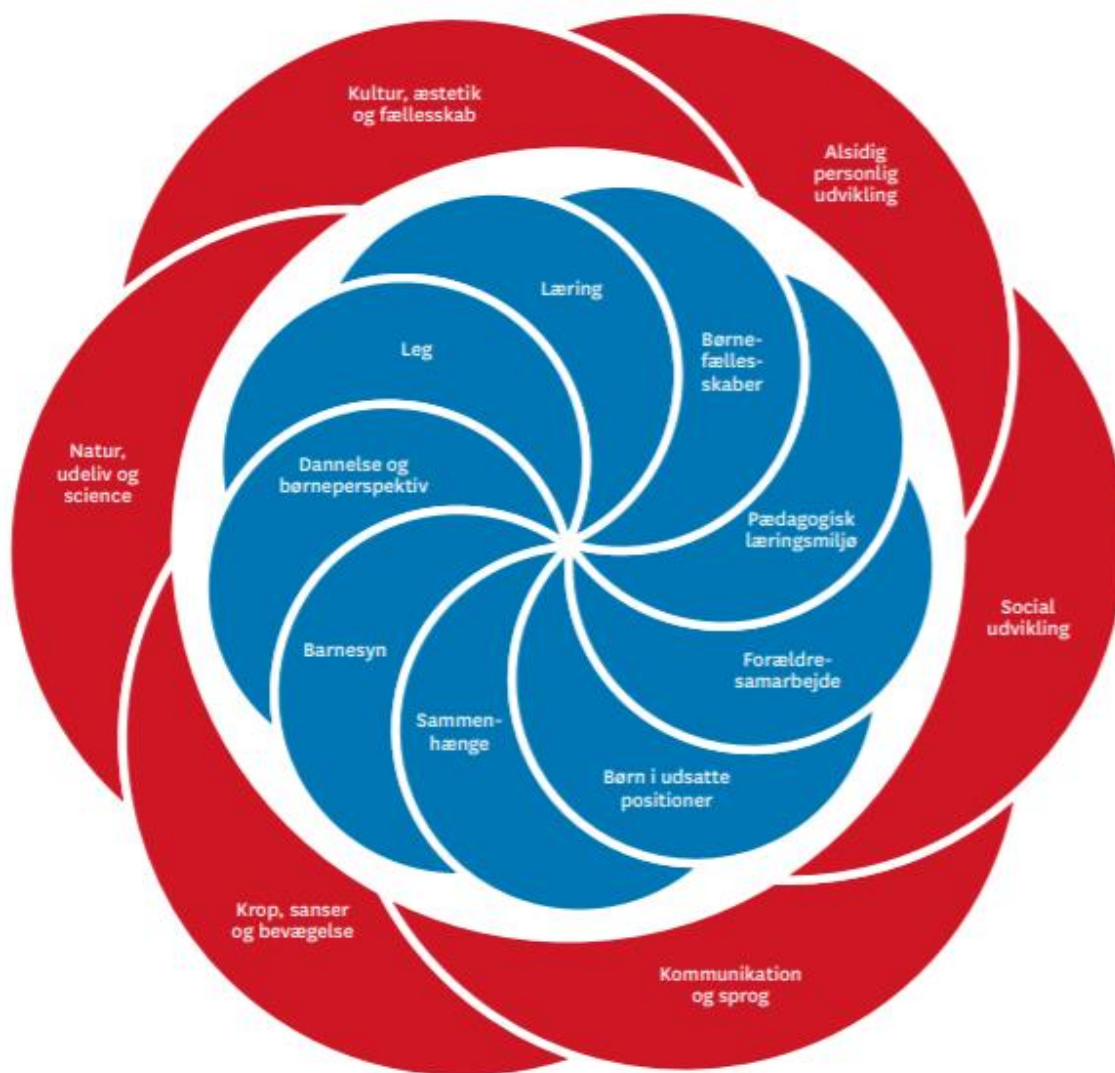 Kultur, æstetik
og fællesskab
Alsidig
personlig
udvikling
Læring
Børne-
fælles-
skaber
Leg
Natur,
udeliv og
science
Dannelse og
børneperspektiv
Pædagogisk
læringsmiljø
Social
udvikling
Barnesyn
Forældre-
samarbejde
Sammen-
hænge
Børn i udsatte
positioner
Krop, sanser
og bevægelse
Kommunikation
og sprog